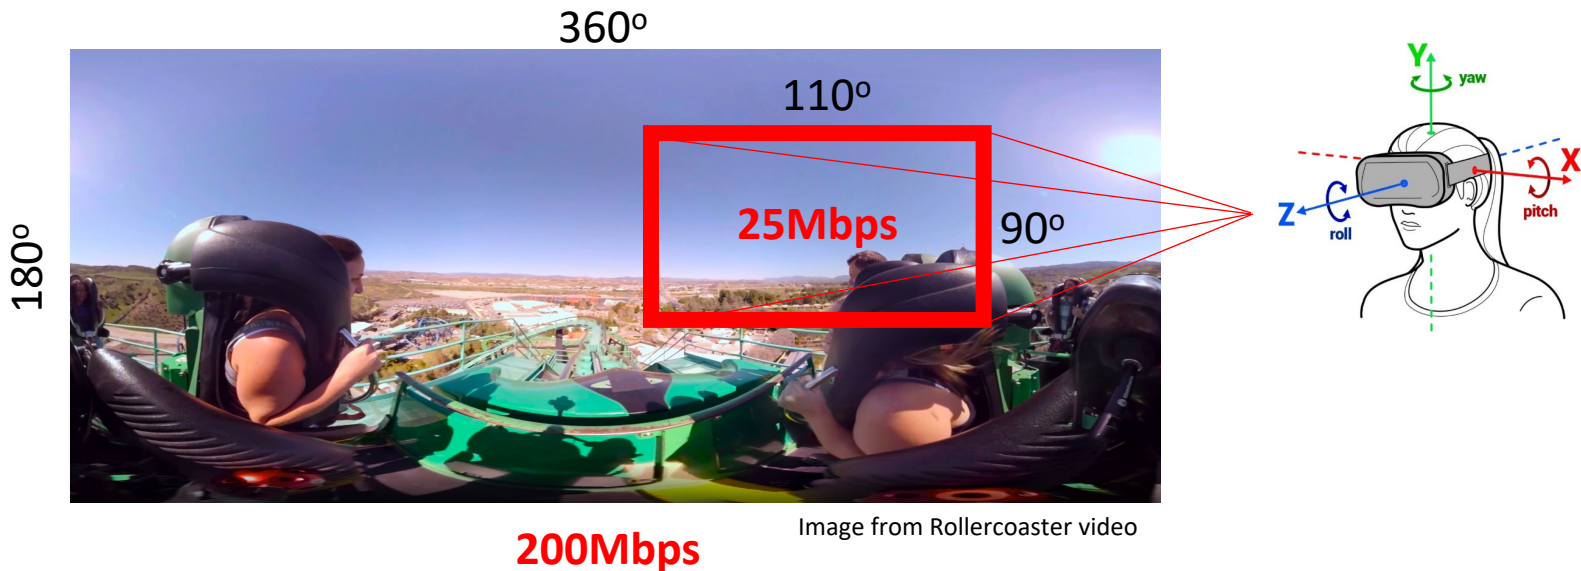 360º
110º
180º
25Mbps
90º
Y
yaw
X
pitch
Z
roll
Image from Rollercoaster video
200Mbps